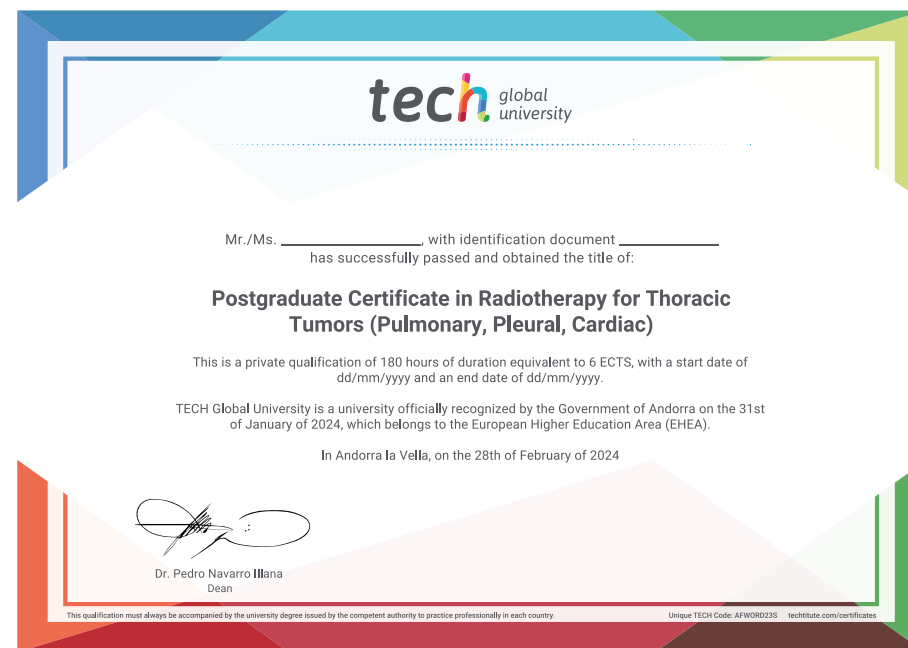 tech global university
Mr./Ms. ____________, with identification document ____________
has successfully passed and obtained the title of:
Postgraduate Certificate in Radiotherapy for Thoracic
Tumors (Pulmonary, Pleural, Cardiac)
This is a private qualification of 180 hours of duration equivalent to 6 ECTS, with a start date of
dd/mm/yyyy and an end date of dd/mm/yyyy.
TECH Global University is a university officially recognized by the Government of Andorra on the 31st
of January of 2024, which belongs to the European Higher Education Area (EHEA).
In Andorra la Vella, on the 28th of February of 2024
Dr. Pedro Navarro Illana
Dean
This qualification must always be accompanied by the university degree issued by the competent authority to practice professionally in each country.
Unique TECH Code: AFWORD23S techtitute.com/certificates